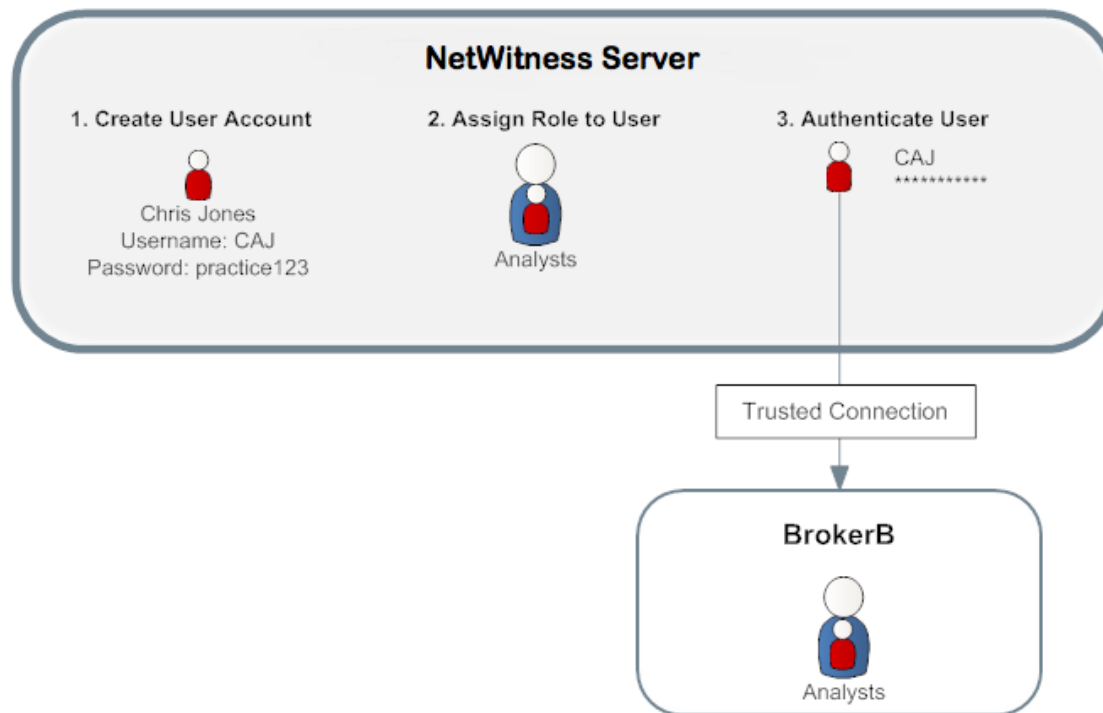 NetWitness Server
1. Create User Account
2. Assign Role to User
3. Authenticate User
Chris Jones
Username: CAJ
Password: practice123
Analysts
CAJ
***********
Trusted Connection
BrokerB
Analysts